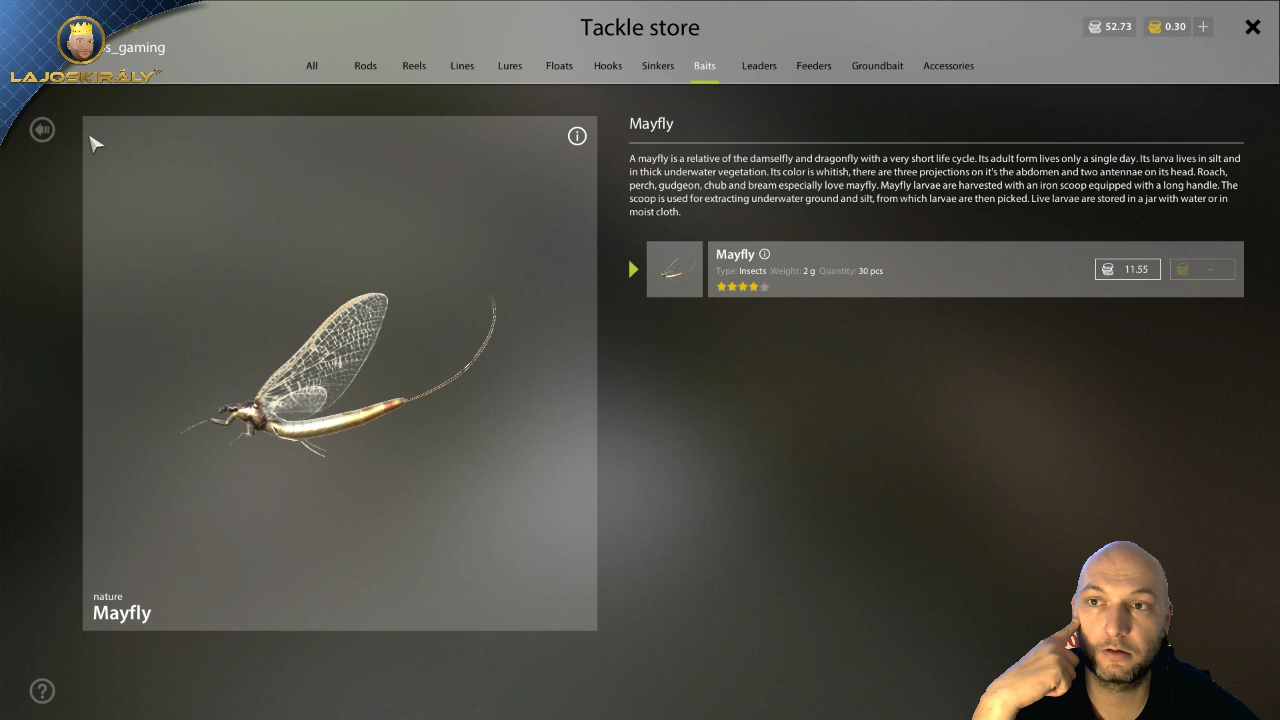 Tackle store
52.73
0.30
s_gaming
LAJOSKIRÁLY
All Rods Reels Lines Lures Floats Hooks Sinkers Baits Leaders Feeders Groundbait Accessories
Mayfly
A mayfly is a relative of the damselfly and dragonfly with a very short life cycle. Its adult form lives only a single day. Its larva lives in silt and
in thick underwater vegetation. Its color is whitish, there are three projections on it's the abdomen and two antennae on its head. Roach,
perch, gudgeon, chub and bream especially love mayfly. Mayfly larvae are harvested with an iron scoop equipped with a long handle. The
scoop is used for extracting underwater ground and silt, from which larvae are then picked. Live larvae are stored in a jar with water or in
moist cloth.
Mayfly
Type: Insects Weight: 2 g Quantity: 30 pcs
11.55
nature
Mayfly